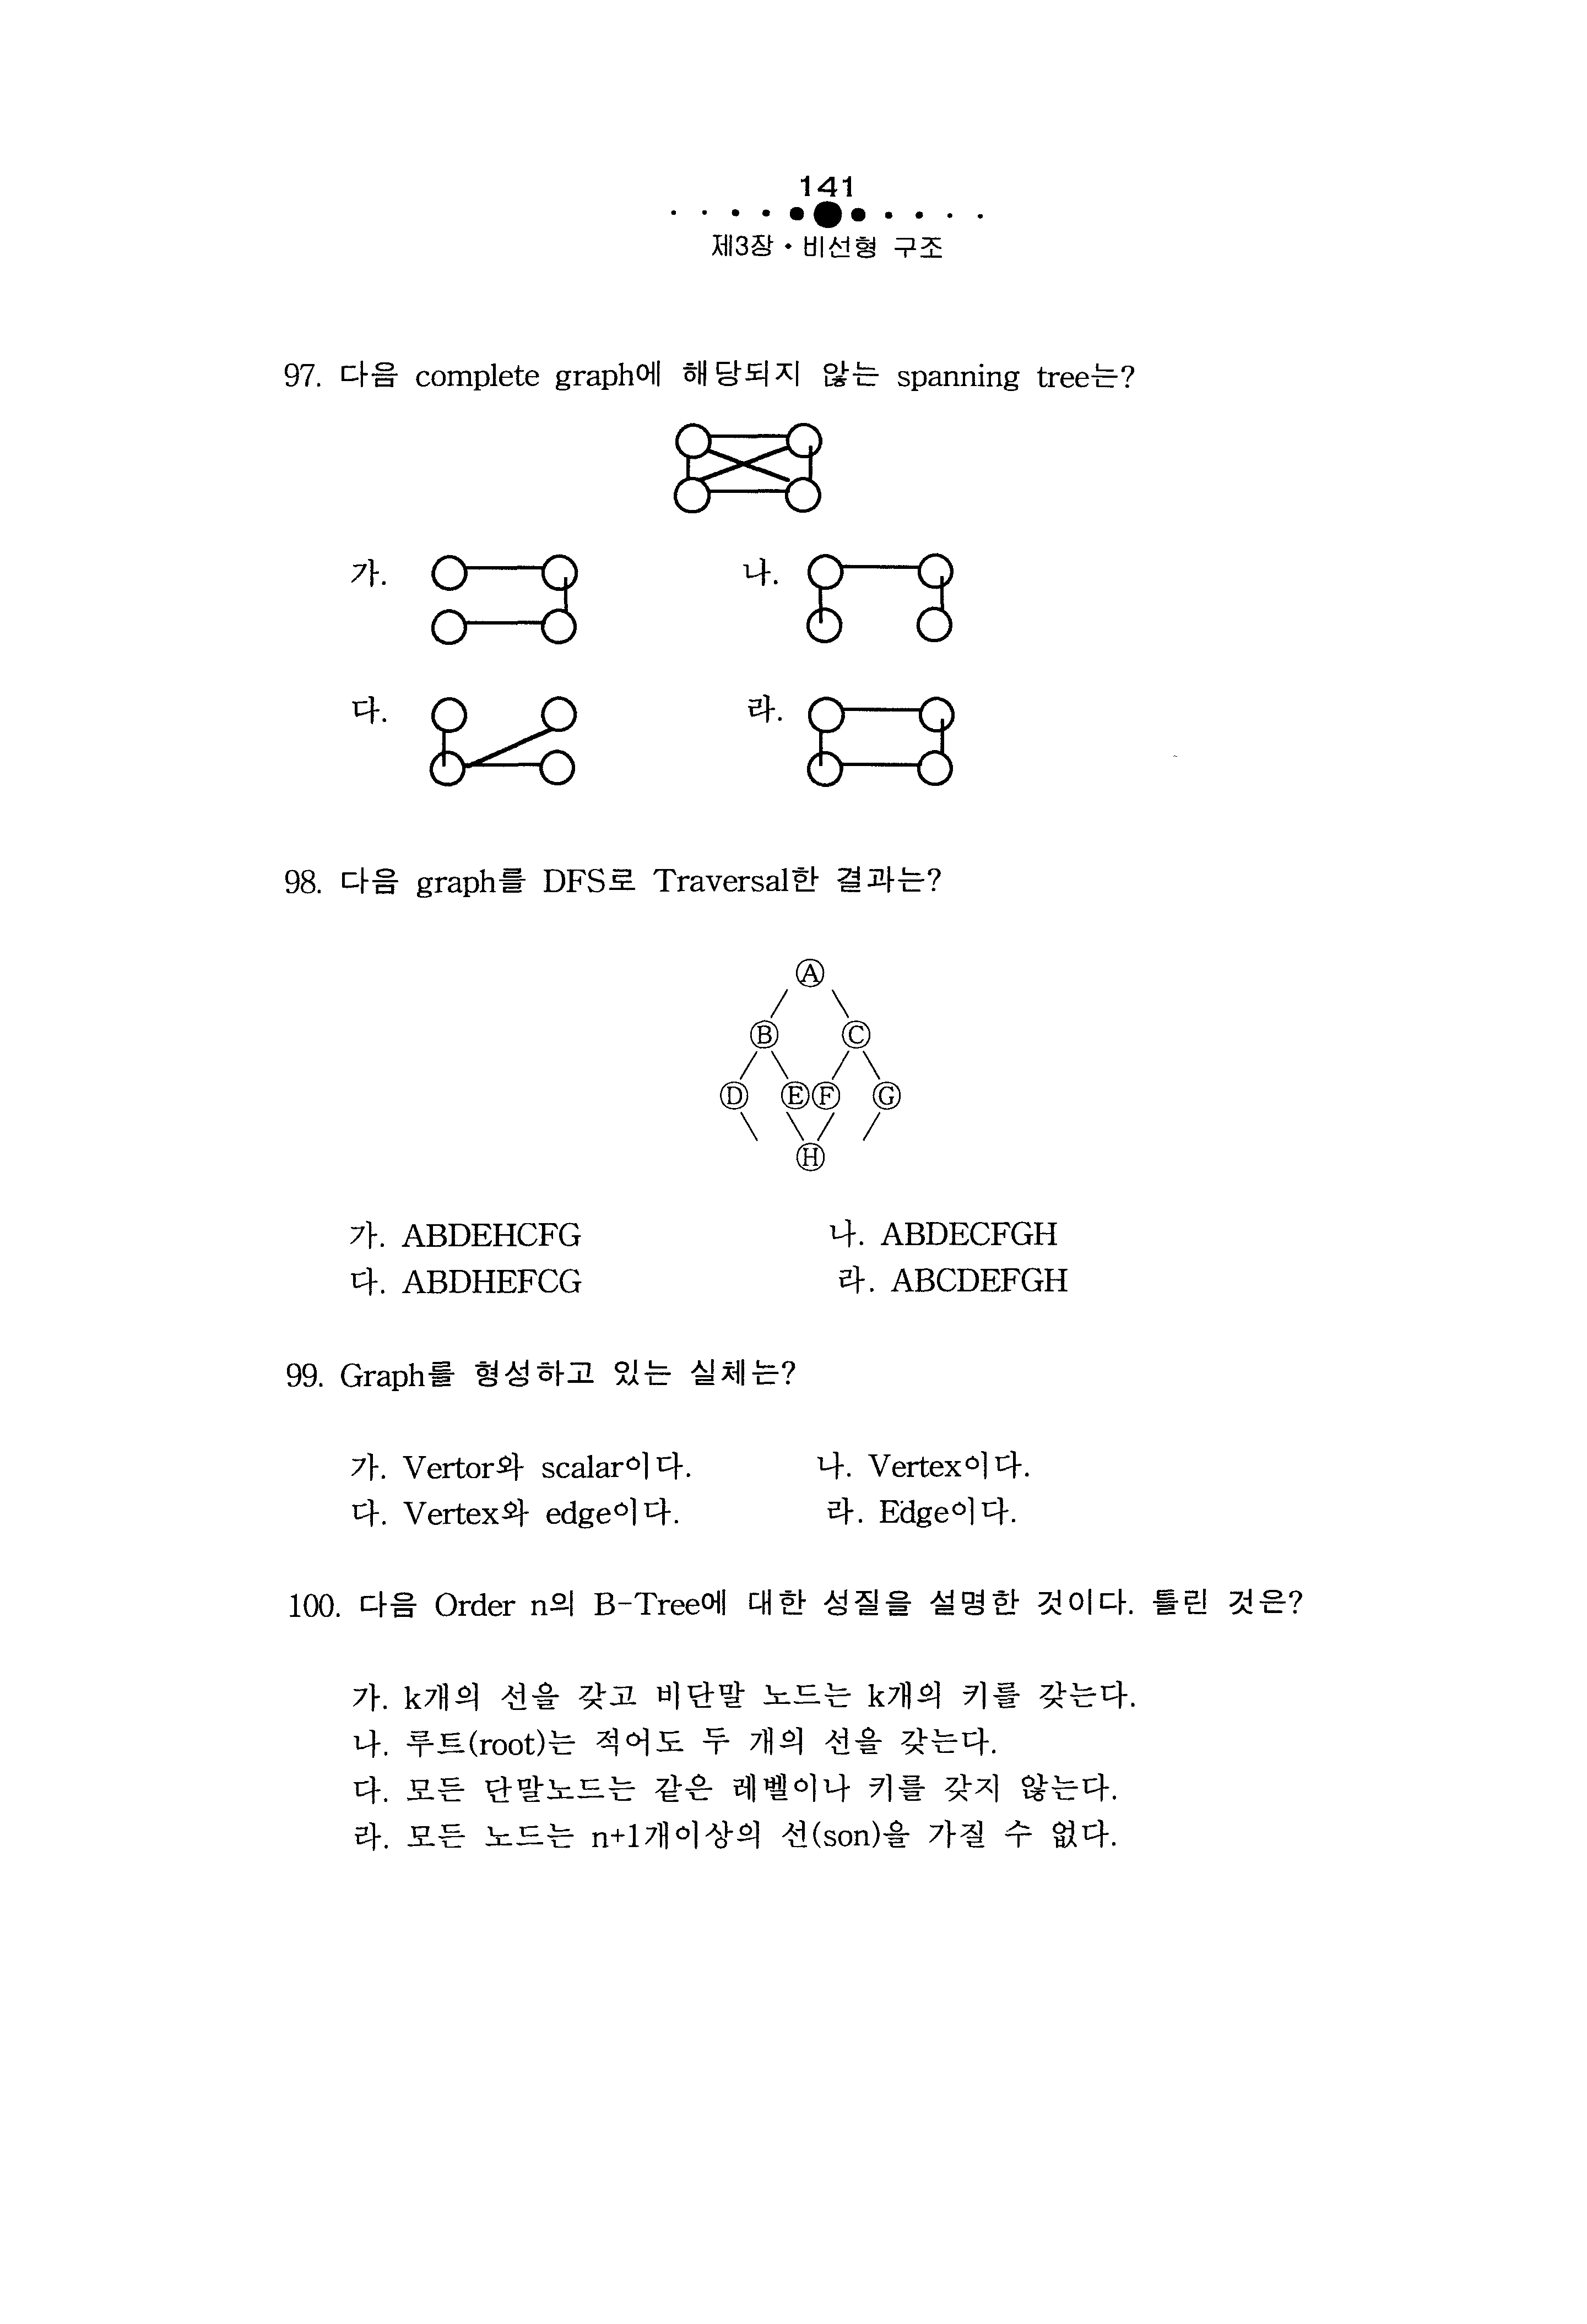 141
제3장 • 비선형 구조
97. 다음 complete graph에 해당되지 않는 spanning tree는?
가.
나.
다.
라.
98. 다음 graph를 DFS로 Traversal한 결과는?
A
B C
D E F G
H
가. ABDEHCFG 나. ABDECFGH
다. ABDHEFCG 라. ABCDEFGH
99. Graph를 형성하고 있는 실체는?
가. Vertor와 scalar이다. 나. Vertex이다.
다. Vertex와 edge이다. 라. Edge이다.
100. 다음 Order n의 B-Tree에 대한 성질을 설명한 것이다. 틀린 것은?
가. k개의 선을 갖고 비단말 노드는 k개의 키를 갖는다.
나. 루트(root)는 적어도 두 개의 선을 갖는다.
다. 모든 단말노드는 같은 레벨이나 키를 갖지 않는다.
라. 모든 노드는 n+1개이상의 선(son)을 가질 수 없다.